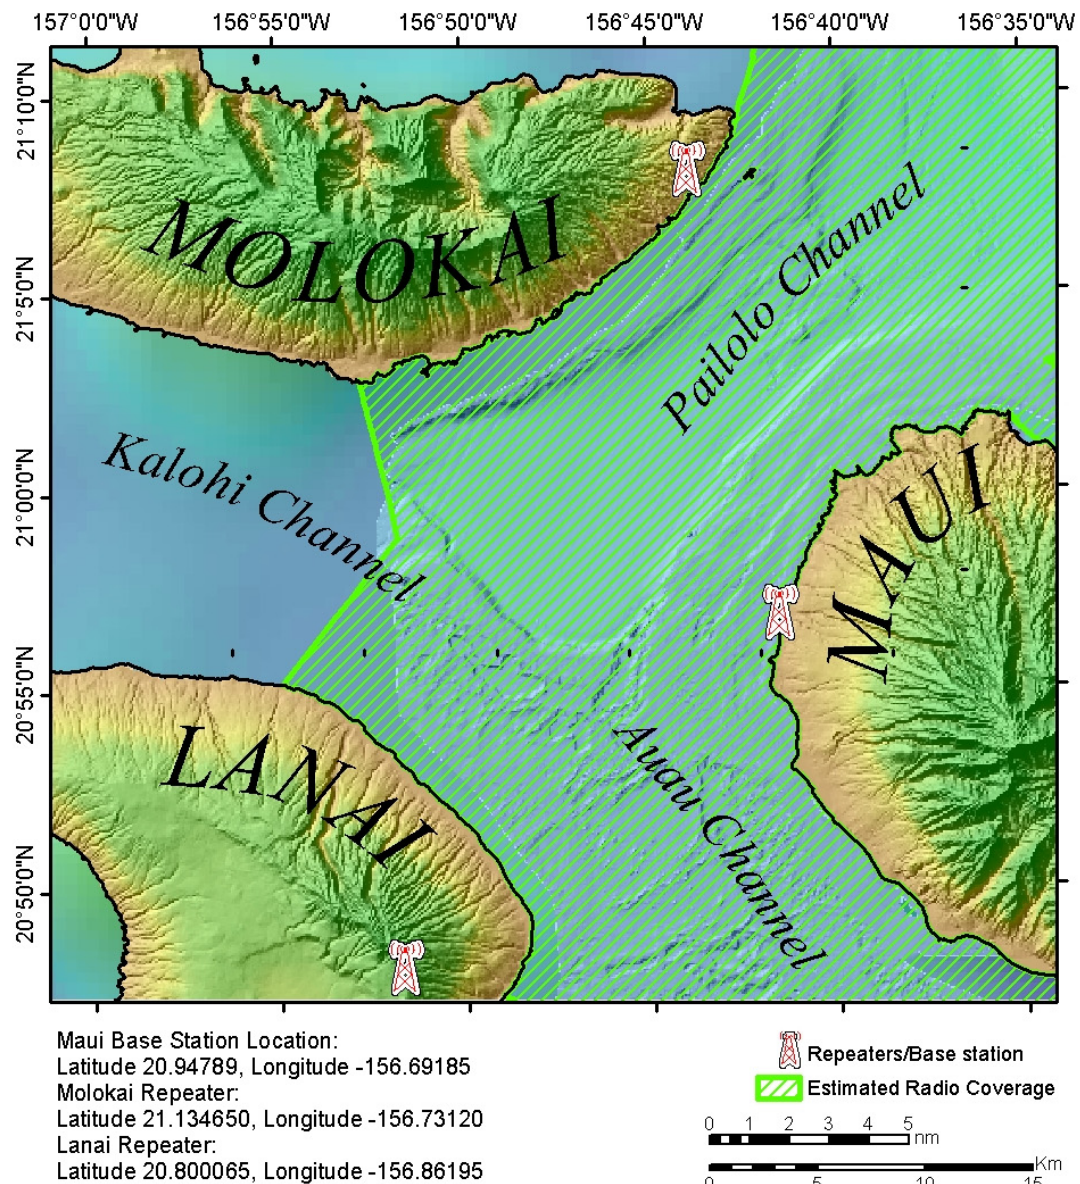 157°0'0"W 156°55'0"W 156°50'0"W 156°45'0"W 156°40'0"W 156°35'0"W
21°10'0"N
21°5'0"N
21°0'0"N
20°55'0"N
20°50'0"N
MOLOKAI
Pailolo Channel
Kalohi Channel
MAUI
LANAI
Auau Channel
Maui Base Station Location:
Latitude 20.94789, Longitude -156.69185
Molokai Repeater:
Latitude 21.134650, Longitude -156.73120
Lanai Repeater:
Latitude 20.800065, Longitude -156.86195
Repeaters/Base station
Estimated Radio Coverage
0 1 2 3 4 5
nm
Km
0 5 10 15